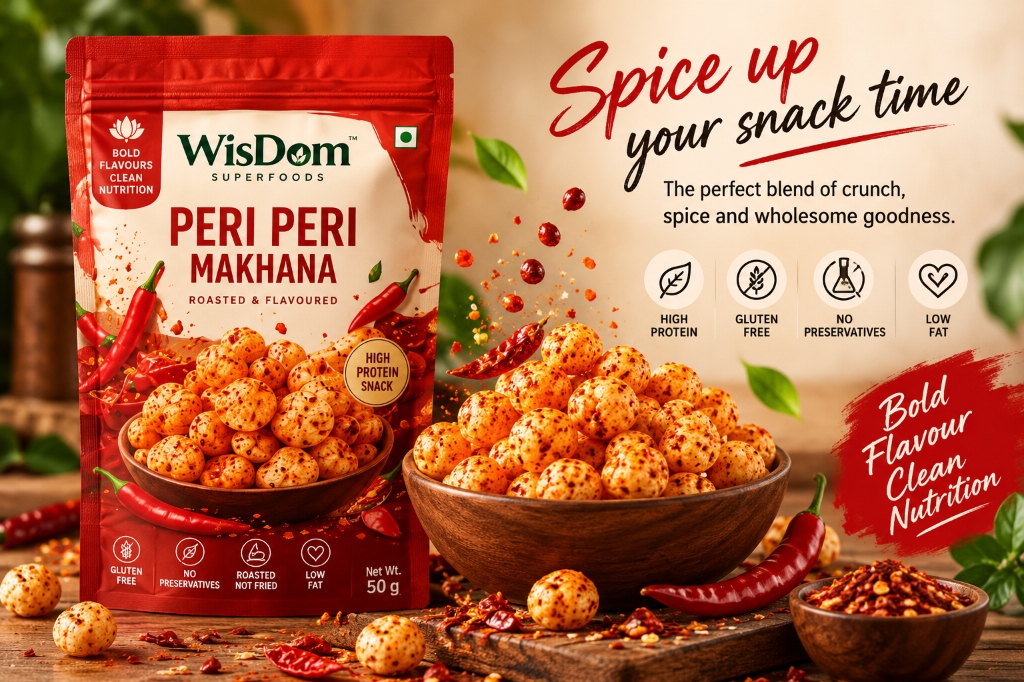 BOLD
FLAVOURS
CLEAN
NUTRITION
WisDom™
SUPERFOODS
PERI PERI
MAKHANA
ROASTED & FLAVOURED
HIGH
PROTEIN
SNACK
GLUTEN
FREE
NO
PRESERVATIVES
ROASTED
NOT FRIED
LOW
FAT
Net Wt.
50 g
Spice up
your snack time
The perfect blend of crunch,
spice and wholesome goodness.
HIGH
PROTEIN
GLUTEN
FREE
NO
PRESERVATIVES
LOW
FAT
Bold
Flavour
Clean
Nutrition